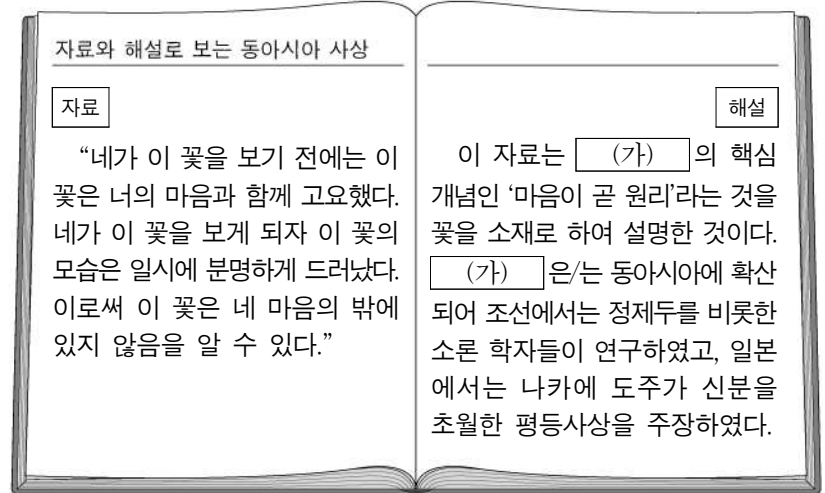 자료와 해설로 보는 동아시아 사상
자료
“네가 이 꽃을 보기 전에는 이
꽃은 너의 마음과 함께 고요했다.
네가 이 꽃을 보게 되자 이 꽃의
모습은 일시에 분명하게 드러났다.
이로써 이 꽃은 네 마음의 밖에
있지 않음을 알 수 있다.”
해설
이 자료는 (가) 의 핵심
개념인 ‘마음이 곧 원리’라는 것을
꽃을 소재로 하여 설명한 것이다.
(가) 은/는 동아시아에 확산
되어 조선에서는 정제두를 비롯한
소론 학자들이 연구하였고, 일본
에서는 나카에 도주가 신분을
초월한 평등사상을 주장하였다.